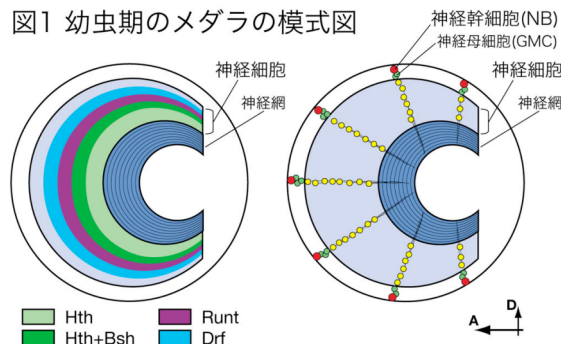 図1 幼虫期のメダラの模式図
神経幹細胞(NB)
神経母細胞(GMC)
神経細胞
神経網
神経細胞
神経網
Hth
Runt
Hth+Bsh
Drf
D
A